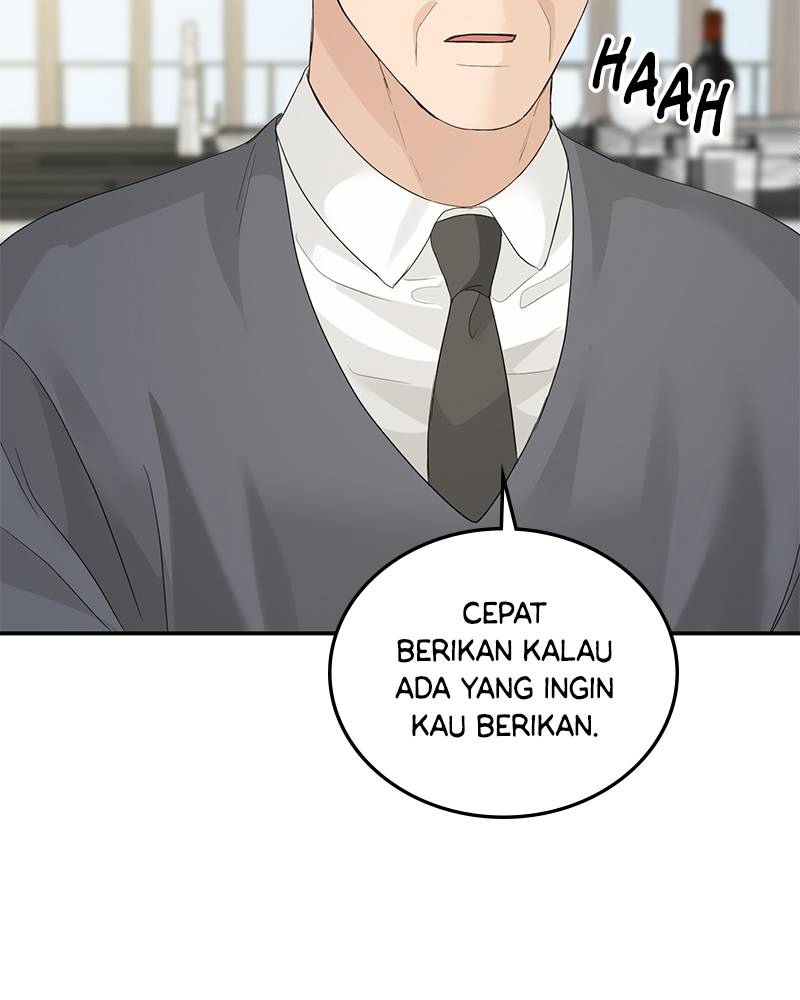 HAAH
CEPAT
BERIKAN KALAU
ADA YANG INGIN
KAU BERIKAN.